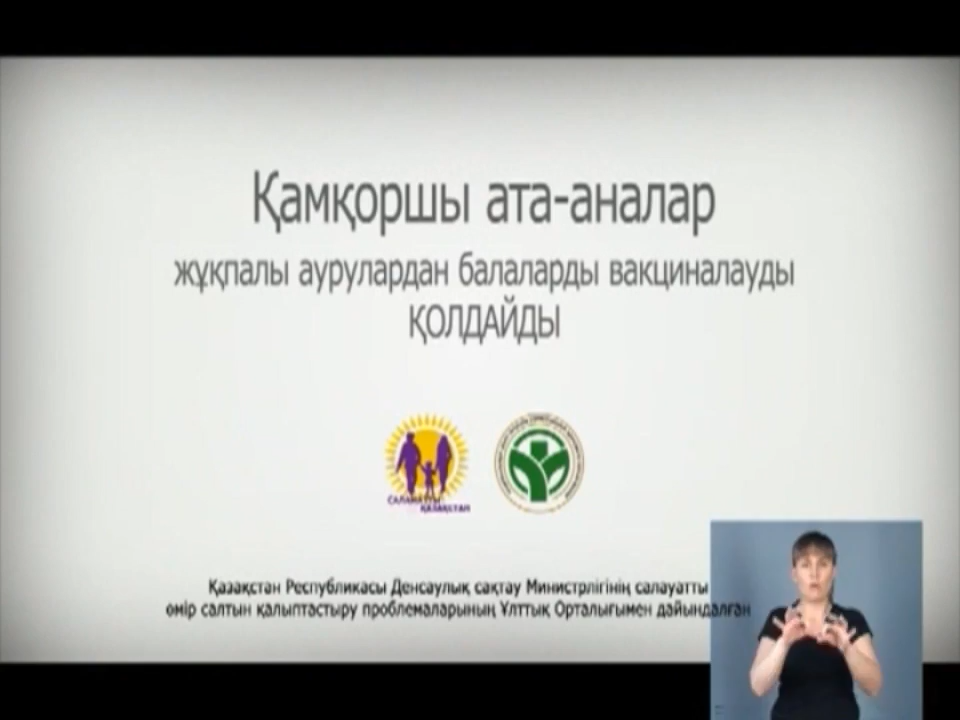 Қамқоршы ата-аналар
жұқпалы аурулардан балаларды вакциналауды
ҚОЛДАЙДЫ
САЛАМАТТЫ
ҚАЗАҚСТАН
Қазақстан Республикасы Денсаулық сақтау Министрлігінің салауатты
өмір салтын қалыптастыру проблемаларының Ұлттық Орталығымен дайындалған